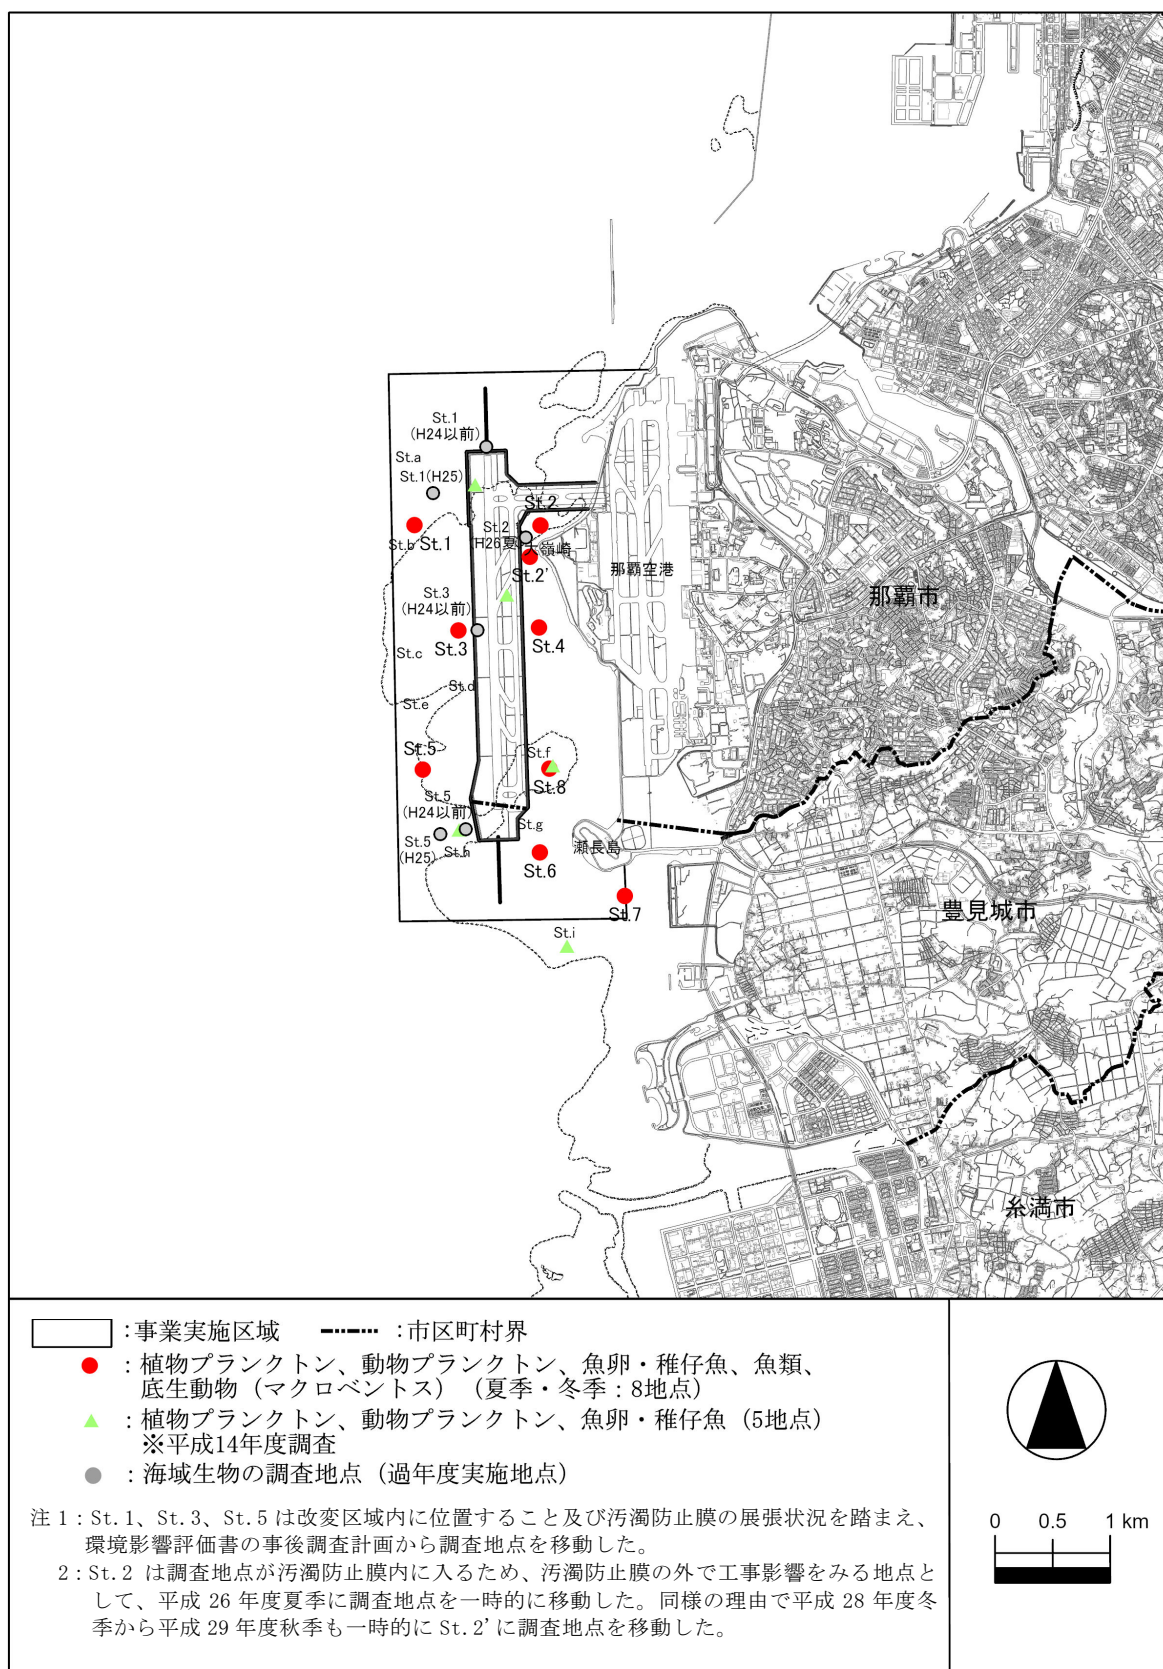 St.1
(H24以前)
St.a
St.1(H25)
St.2
St.b
St.1
St.2
(H26夏)
大嶺崎
St.2'
那覇空港
那覇市
St.3
(H24以前)
St.3
St.4
St.c
St.d
St.e
St.5
St.f
St.8
St.5
(H24以前)
St.g
St.5
(H25)
St.h
瀬長島
St.6
St.7
豊見城市
St.i
糸満市
：事業実施区域
：市区町村界
：植物プランクトン、動物プランクトン、魚卵・稚仔魚、魚類、
底生動物（マクロベントス）（夏季・冬季：8地点）
：植物プランクトン、動物プランクトン、魚卵・稚仔魚（5地点）
※平成14年度調査
：海域生物の調査地点（過年度実施地点）
注1：St.1、St.3、St.5は改変区域内に位置すること及び汚濁防止膜の展張状況を踏まえ、
環境影響評価書の事後調査計画から調査地点を移動した。
2：St.2 は調査地点が汚濁防止膜内に入るため、汚濁防止膜の外で工事影響をみる地点と
して、平成 26 年度夏季に調査地点を一時的に移動した。同様の理由で平成 28 年度冬
季から平成 29 年度秋季も一時的に St.2’に調査地点を移動した。
0 0.5 1 km